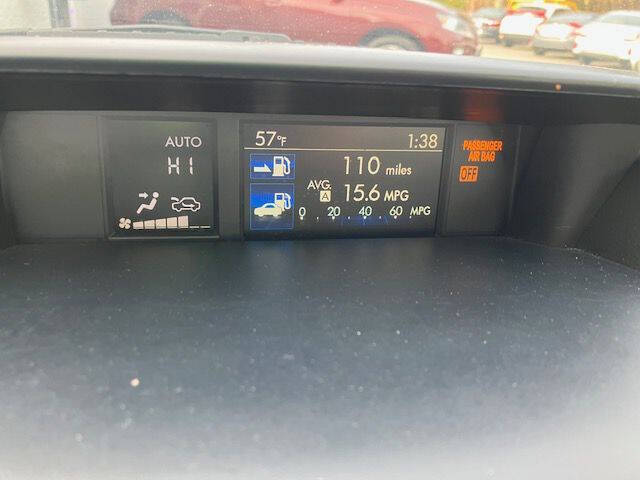 AUTO
HI
57°F 1:38
110 miles
AVG. A 15.6 MPG
0 20 40 60 MPG
PASSENGER
AIR BAG
OFF